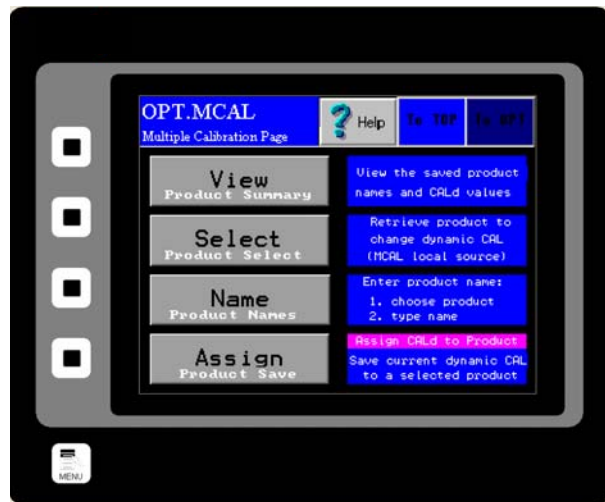 OPT.MCAL
Multiple Calibration Page
Help
To TOP
To OPT
View
Product Summary
View the saved product
names and CALd values
Select
Product Select
Retrieve product to
change dynamic CAL
(MCAL local source)
Name
Product Names
Enter product name:
1. choose product
2. type name
Assign
Product Save
Assign CALd to Product
Save current dynamic CAL
to a selected product
MENU